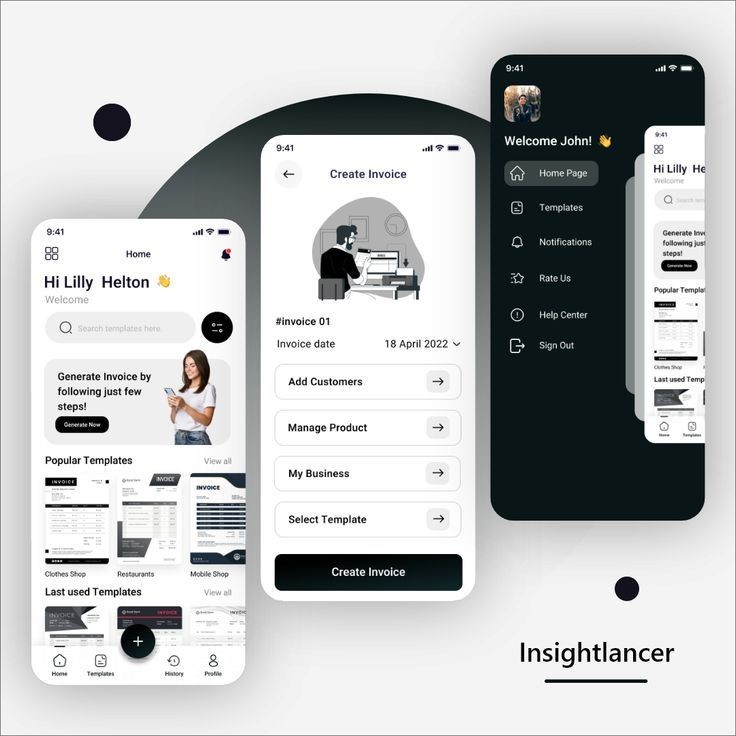 9:41
Home
Hi Lilly Helton 👋
Welcome
Search templates here.
Generate Invoice by
following just few
steps!
Generate Now
Popular Templates
View all
INVOICE
INVOICE
INVOICE
Clothes Shop
Restaurants
Mobile Shop
Last used Templates
View all
INVOICE
+
Home
Templates
History
Profile
9:41
Create Invoice
#invoice 01
Invoice date
18 April 2022
Add Customers
Manage Product
My Business
Select Template
Create Invoice
9:41
Welcome John! 👋
Home Page
Templates
Notifications
Rate Us
Help Center
Sign Out
9:41
Hi Lilly He
Welcome
Search tem
Generate Invoi
following just f
steps!
Generate Now
Popular Templat
Clothes Shop
Last used Templ
Home
Templates
Insightlancer